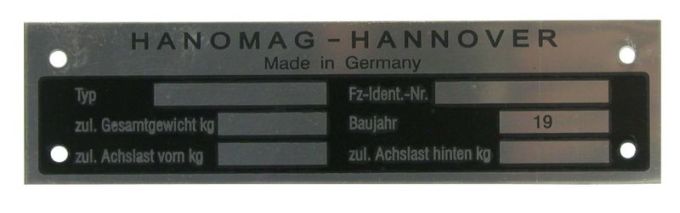 HANOMAG - HANNOVER
Made in Germany
Typ Fz-Ident.-Nr.
zul. Gesamtgewicht kg Baujahr 19
zul. Achslast vorn kg zul. Achslast hinten kg